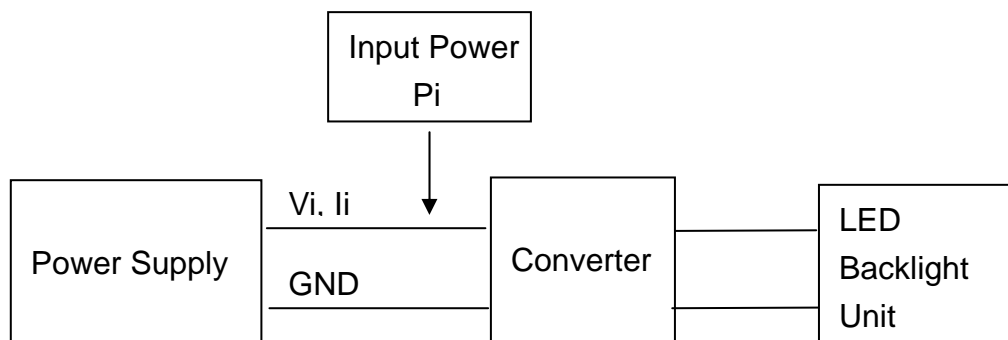 Input Power
Pi
Vi, Ii
Power Supply
GND
Converter
LED
Backlight
Unit